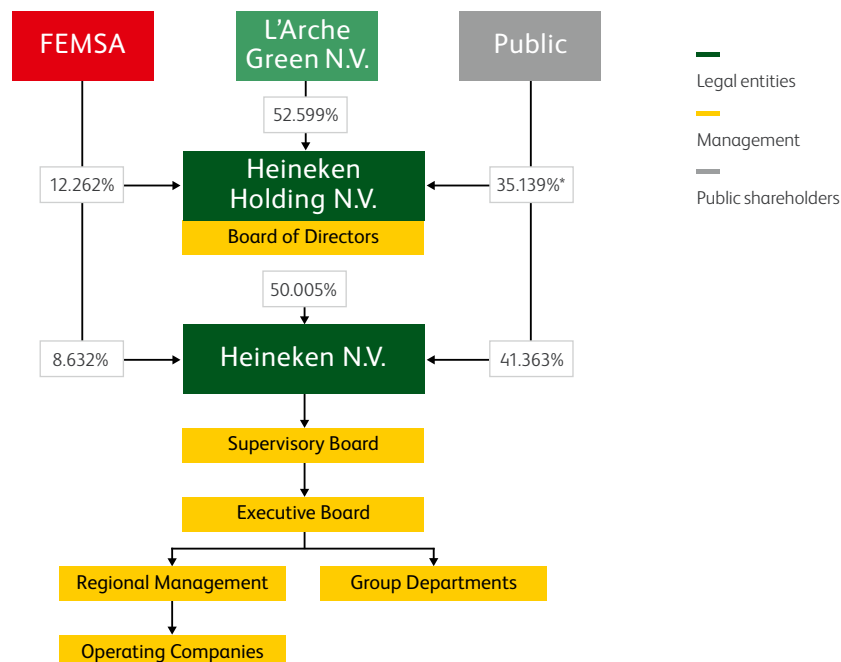 FEMSA
L'Arche
Green N.V.
Public
Legal entities
Management
Public shareholders
52.599%
12.262%
Heineken
Holding N.V.
35.139%*
Board of Directors
50.005%
8.632%
Heineken N.V.
41.363%
Supervisory Board
Executive Board
Regional Management
Group Departments
Operating Companies